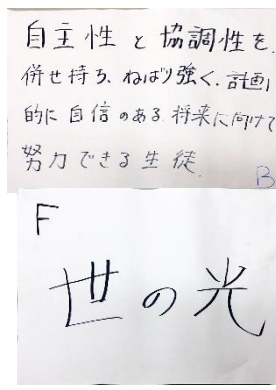 自主性と協調性を、
併せ持ち、ねばり強く、計画
的に自信のある将来に向けて
努力できる生徒
B
F
世の光